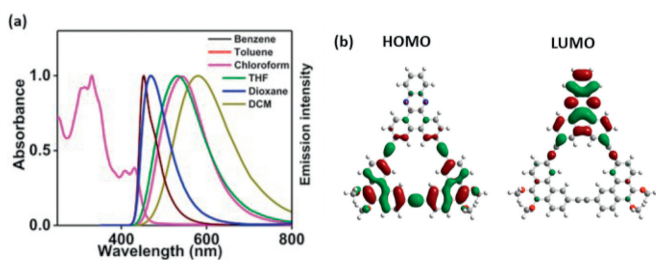 (a)
Absorbance
1.0
0.5
0.0
400
600
800
Wavelength (nm)
Emission intensity
Benzene
Toluene
Chloroform
THF
Dioxane
DCM
(b)
HOMO
LUMO